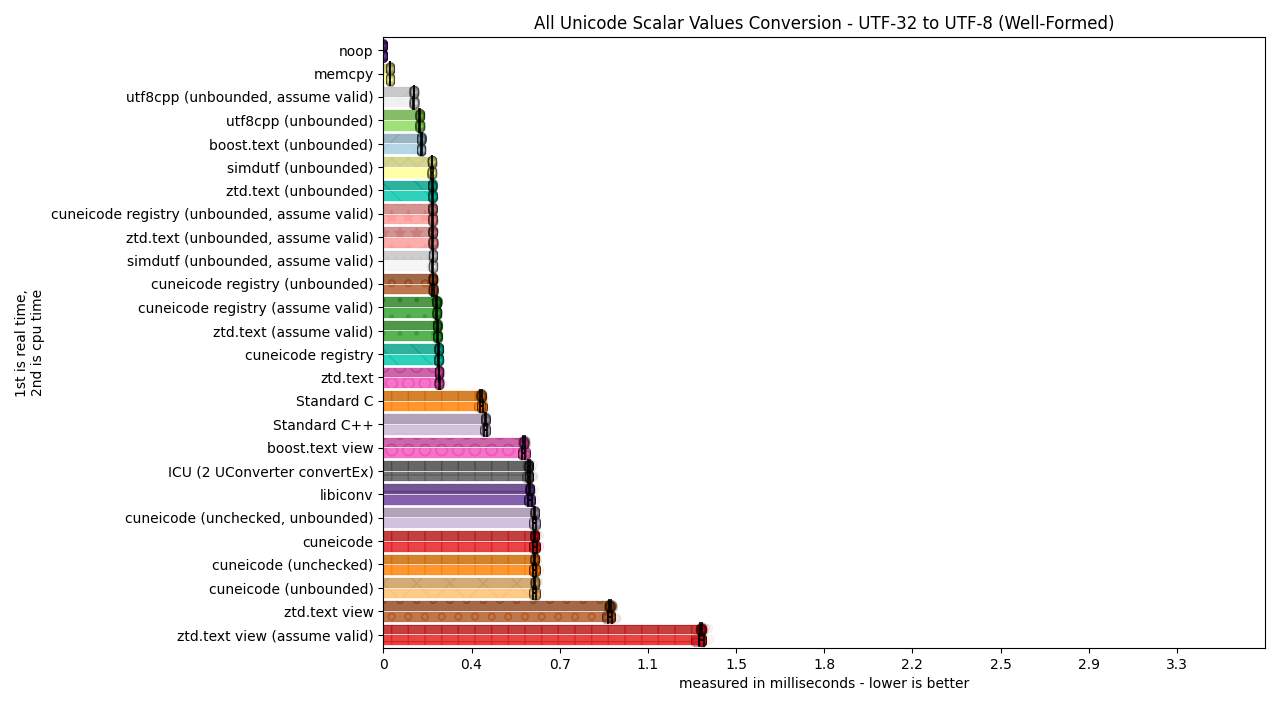 All Unicode Scalar Values Conversion - UTF-32 to UTF-8 (Well-Formed)
noop
memcpy
utf8cpp (unbounded, assume valid)
utf8cpp (unbounded)
boost.text (unbounded)
simdutf (unbounded)
ztd.text (unbounded)
cuneicode registry (unbounded, assume valid)
ztd.text (unbounded, assume valid)
simdutf (unbounded, assume valid)
cuneicode registry (unbounded)
cuneicode registry (assume valid)
ztd.text (assume valid)
cuneicode registry
ztd.text
Standard C
Standard C++
boost.text view
ICU (2 UConverter convertEx)
libiconv
cuneicode (unchecked, unbounded)
cuneicode
cuneicode (unchecked)
cuneicode (unbounded)
ztd.text view
ztd.text view (assume valid)
1st is real time,
2nd is cpu time
0 0.4 0.7 1.1 1.5 1.8 2.2 2.5 2.9 3.3
measured in milliseconds - lower is better